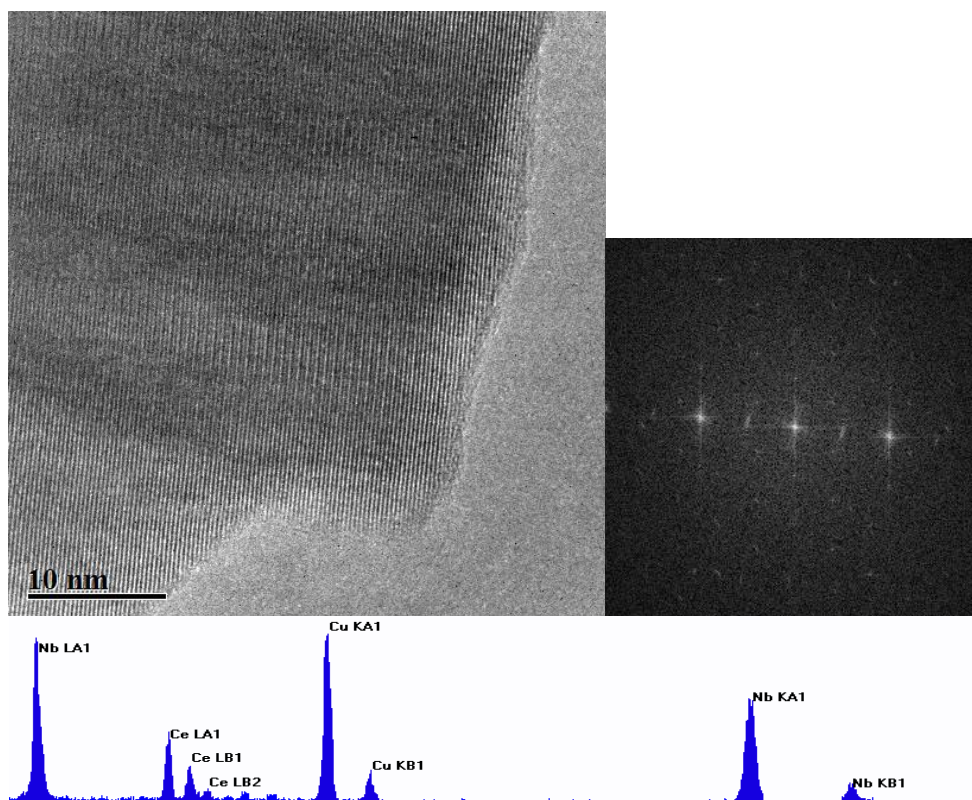 10 nm
Cu KA1
Nb LA1
Nb KA1
Ce LA1
Ce LB1
Cu KB1
Ce LB2
Nb KB1